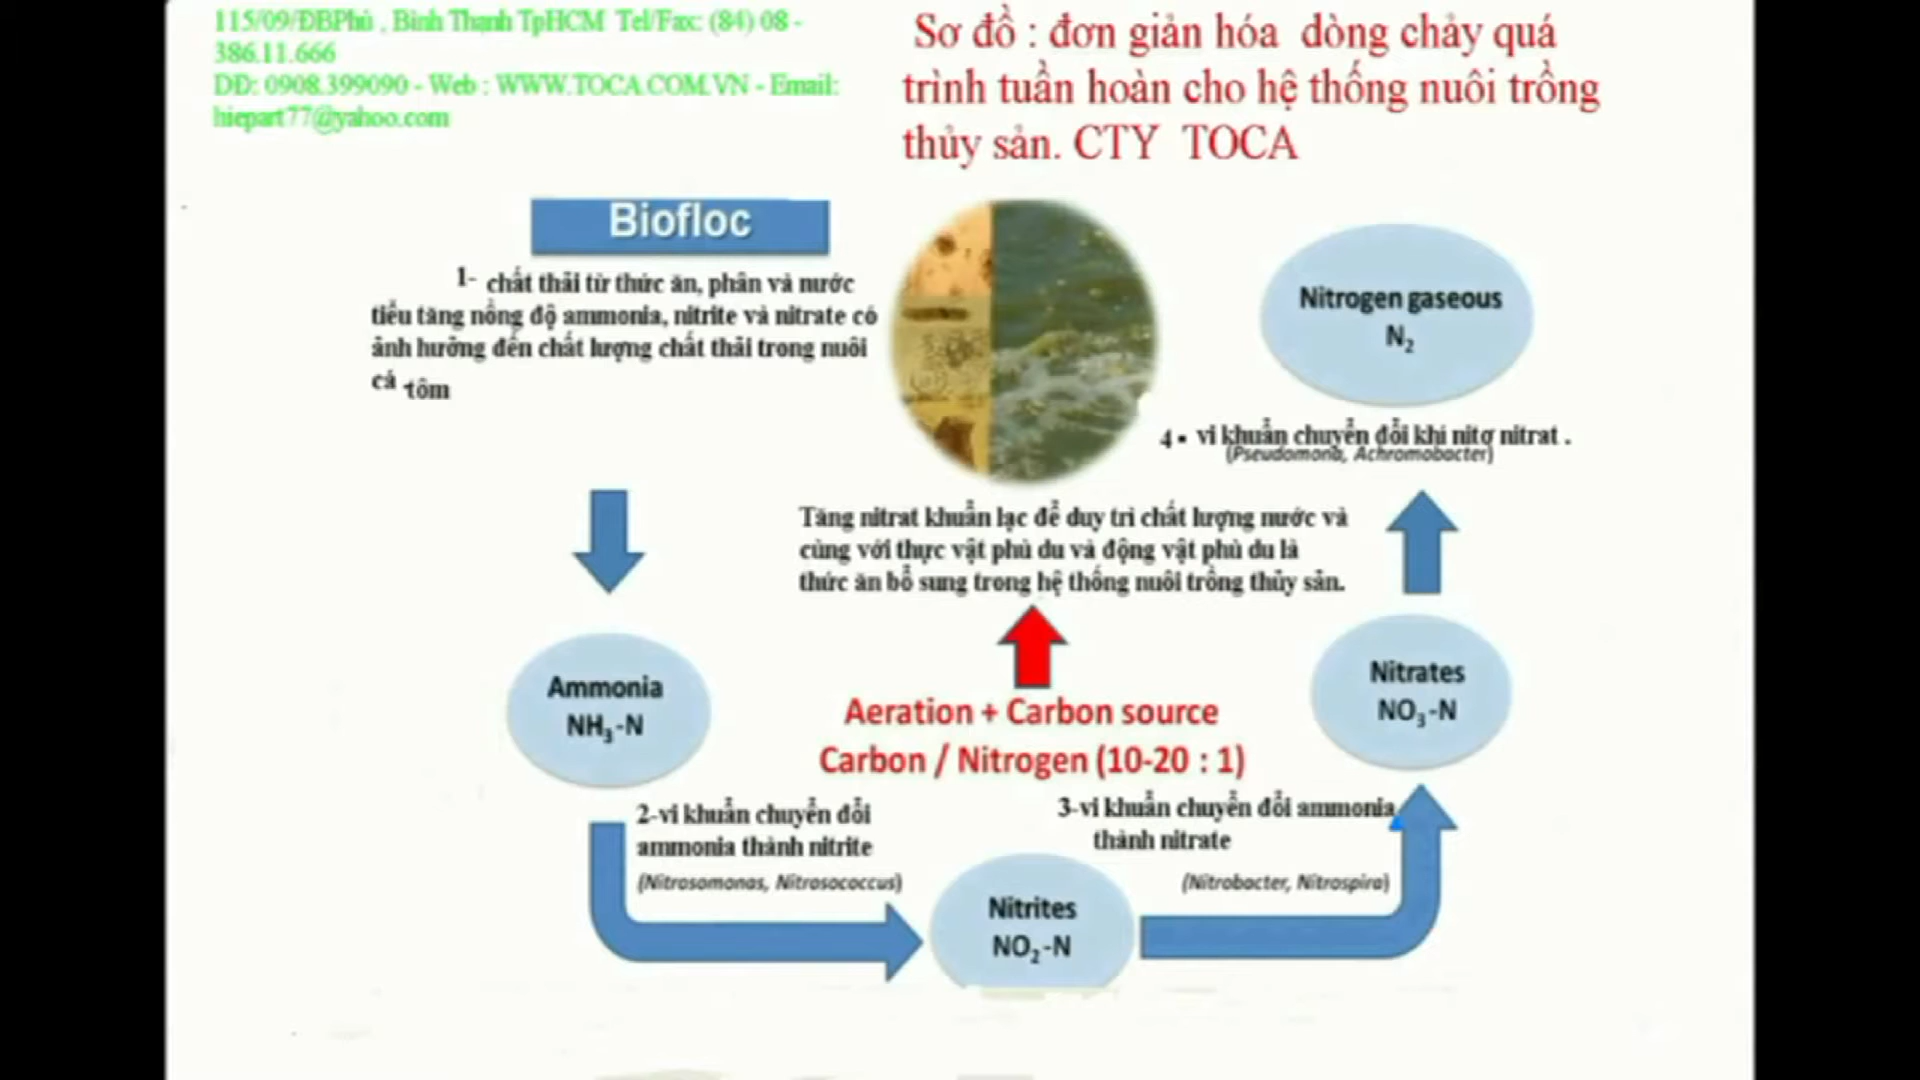 115/09/ĐBPhủ , Bình Thạnh TpHCM Tel/Fax: (84) 08 -
386.11.666
DĐ: 0908.399090 - Web : WWW.TOCA.COM.VN - Email:
hiepart77@yahoo.com
Sơ đồ : đơn giản hóa dòng chảy quá
trình tuần hoàn cho hệ thống nuôi trồng
thủy sản. CTY TOCA
Biofloc
1- chất thải từ thức ăn, phân và nước
tiểu tăng nồng độ ammonia, nitrite và nitrate có
ảnh hưởng đến chất lượng chất thải trong nuôi
cá tôm
Nitrogen gaseous
N₂
4 - vi khuẩn chuyển đổi khí nitơ nitrat .
(Pseudomona, Achromobacter)
Tăng nitrat khuẩn lạc để duy trì chất lượng nước và
cùng với thực vật phù du và động vật phù du là
thức ăn bổ sung trong hệ thống nuôi trồng thủy sản.
Ammonia
NH₃-N
Aeration + Carbon source
Carbon / Nitrogen (10-20 : 1)
Nitrates
NO₃-N
2-vi khuẩn chuyển đổi
ammonia thành nitrite
(Nitrosomonas, Nitrosococcus)
3-vi khuẩn chuyển đổi ammonia
thành nitrate
(Nitrobacter, Nitrospira)
Nitrites
NO₂-N